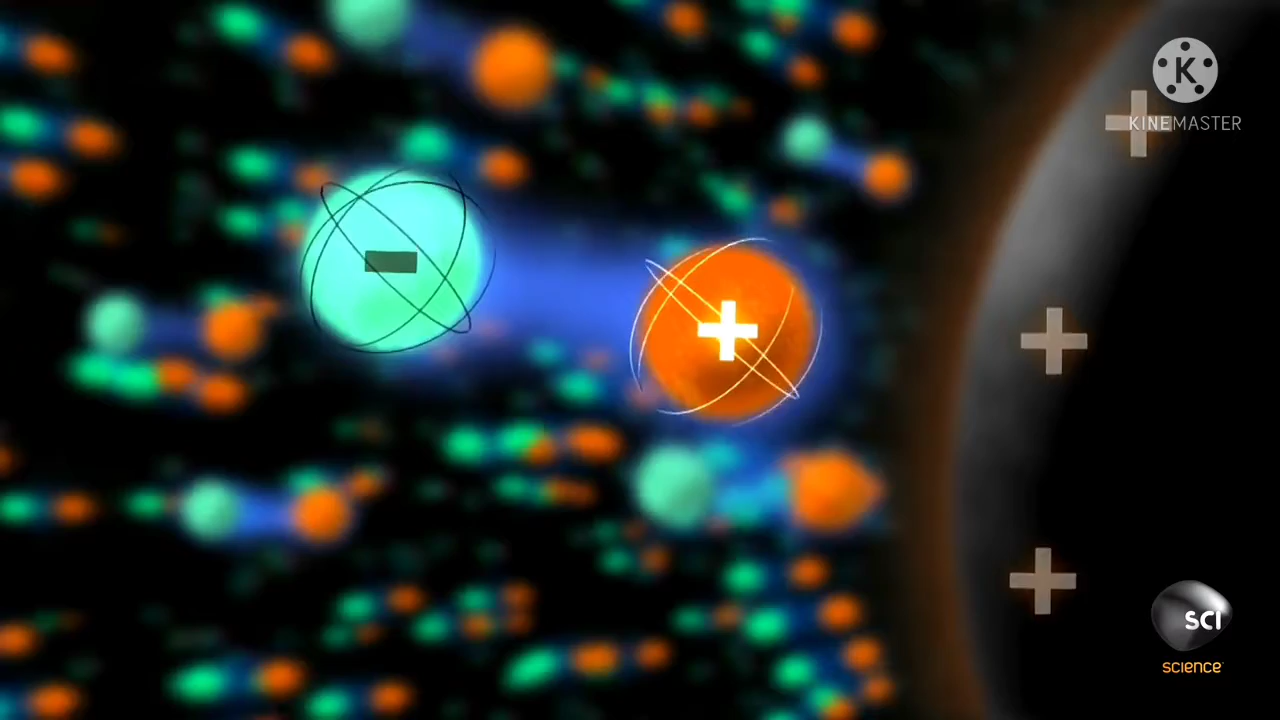 K
KINEMASTER
-
+
+
+
+
SCI
science